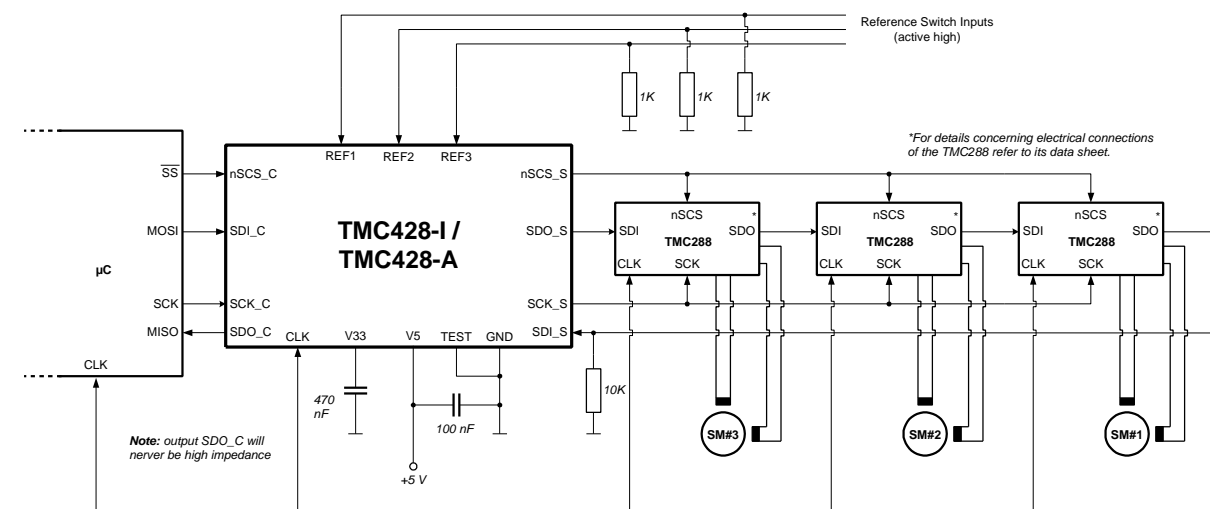 Reference Switch Inputs
(active high)
1K
1K
1K
*For details concerning electrical connections
of the TMC288 refer to its data sheet.
µC
SS
MOSI
SCK
MISO
CLK
REF1
REF2
REF3
nSCS_C
SDI_C
SCK_C
SDO_C
TMC428-I /
TMC428-A
nSCS_S
SDO_S
SCK_S
SDI_S
CLK
V33
V5
TEST
GND
nSCS
*
SDI
SDO
TMC288
CLK
SCK
nSCS
*
SDI
SDO
TMC288
CLK
SCK
nSCS
*
SDI
SDO
TMC288
CLK
SCK
470
nF
100 nF
10K
+5 V
Note: output SDO_C will
nerver be high impedance
SM#3
SM#2
SM#1